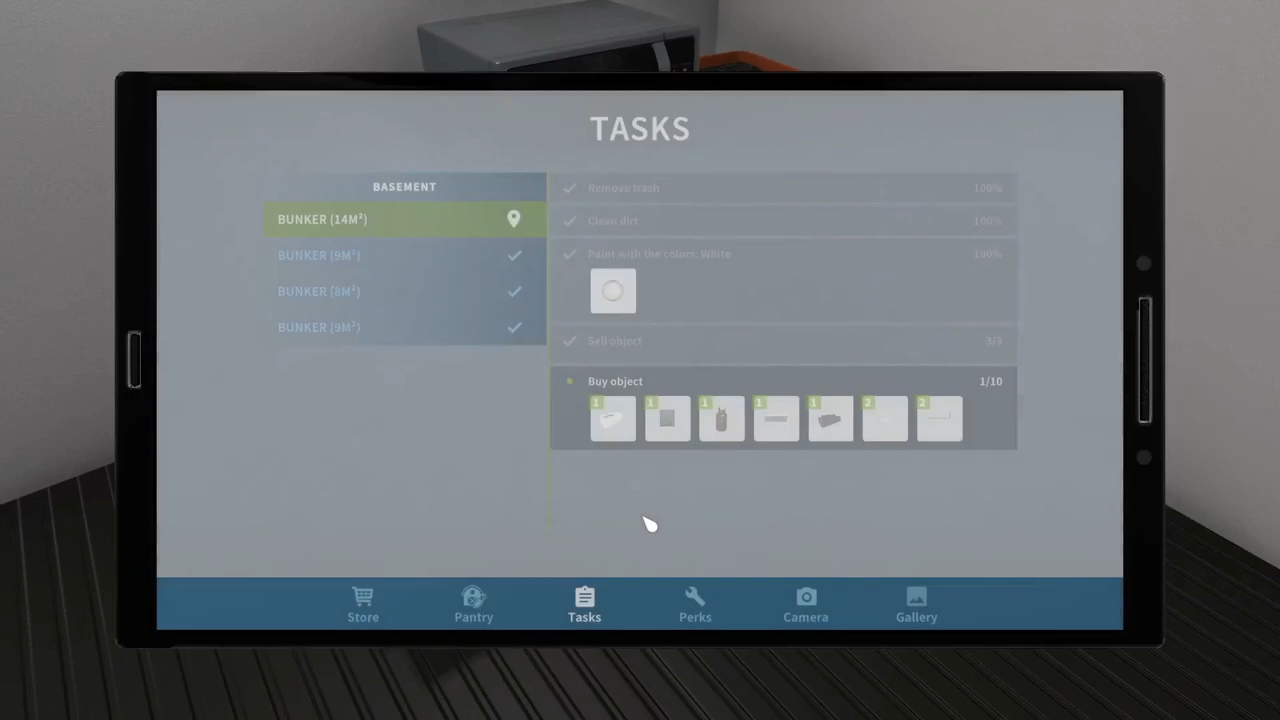 TASKS
BASEMENT
BUNKER (14M²)
BUNKER (9M²)
BUNKER (8M²)
BUNKER (9M²)
Remove trash 100%
Clean dirt 100%
Paint with the colors: White 100%
Sell object 3/3
Buy object 1/10
1 1 1 1 1 2 2
Store Pantry Tasks Perks Camera Gallery